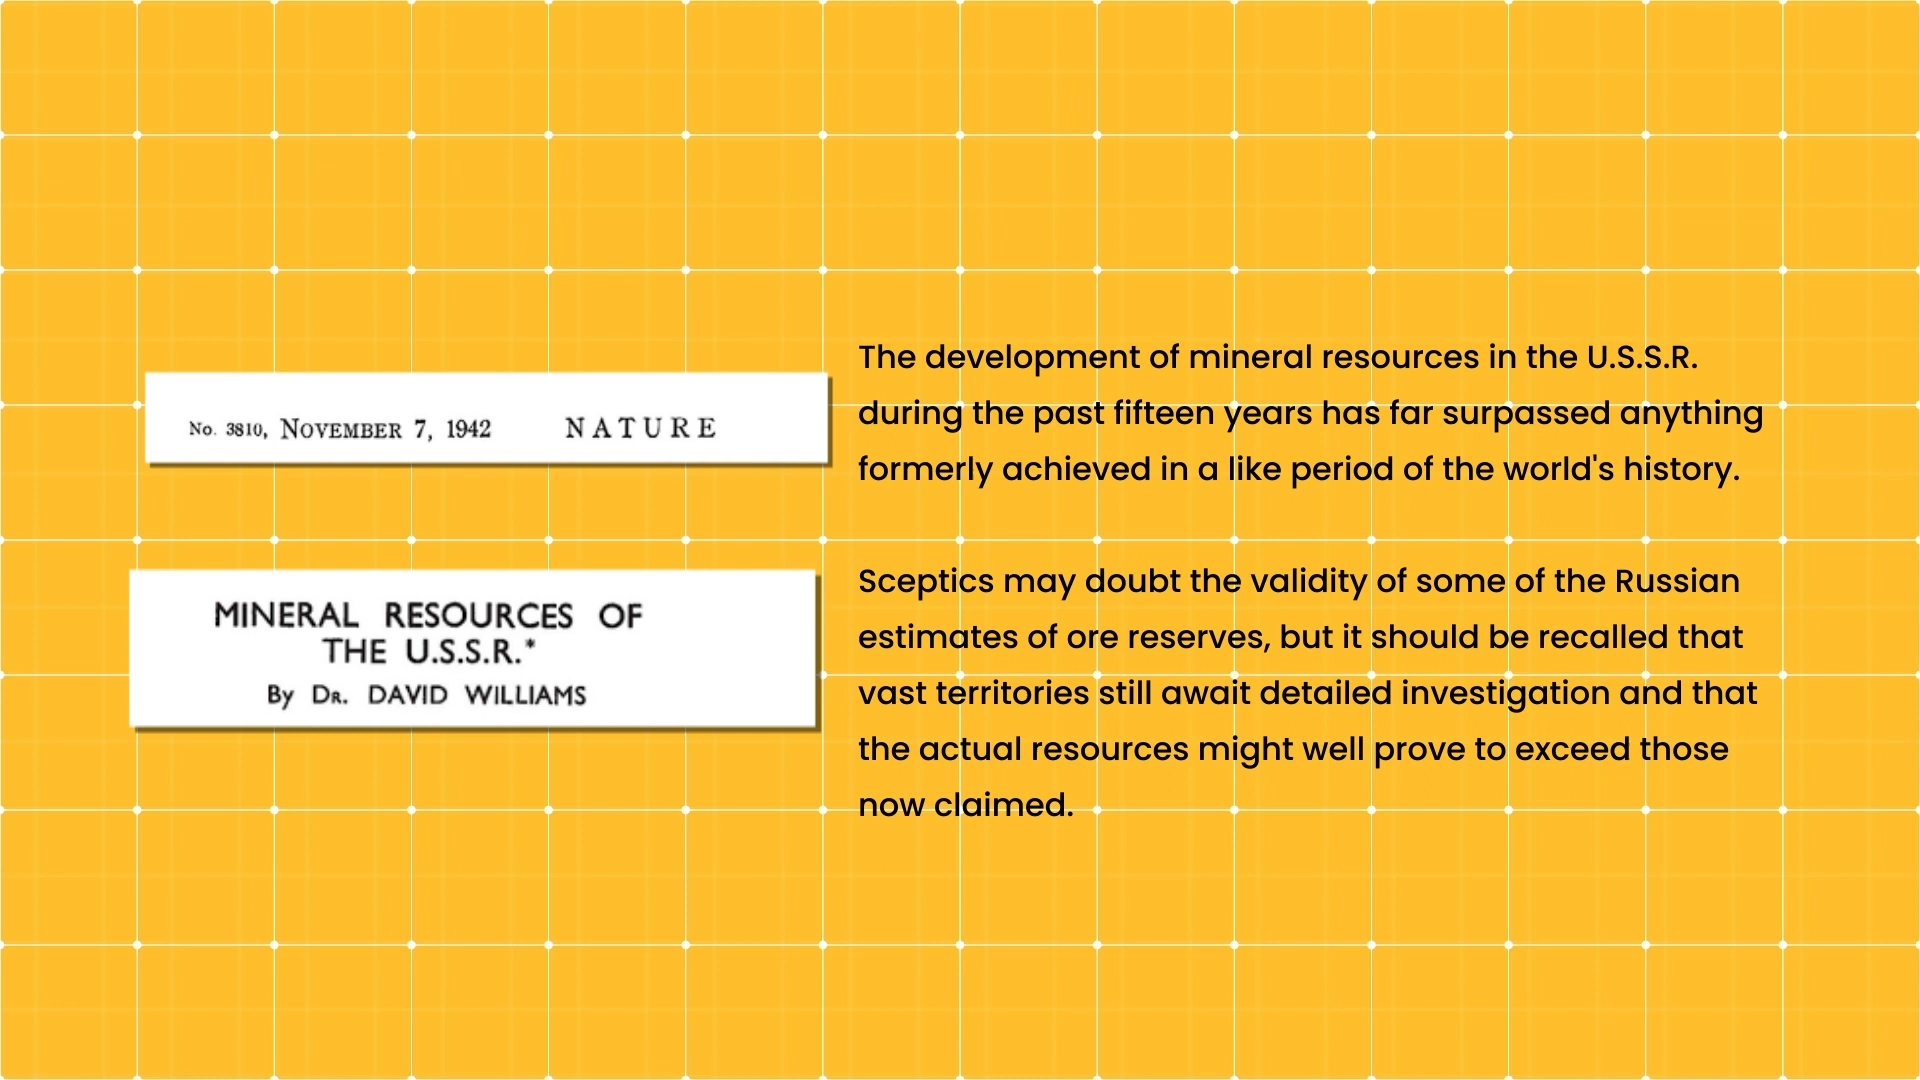 No. 3810, NOVEMBER 7, 1942 NATURE
MINERAL RESOURCES OF
THE U.S.S.R.*
By DR. DAVID WILLIAMS
The development of mineral resources in the U.S.S.R.
during the past fifteen years has far surpassed anything
formerly achieved in a like period of the world's history.
Sceptics may doubt the validity of some of the Russian
estimates of ore reserves, but it should be recalled that
vast territories still await detailed investigation and that
the actual resources might well prove to exceed those
now claimed.